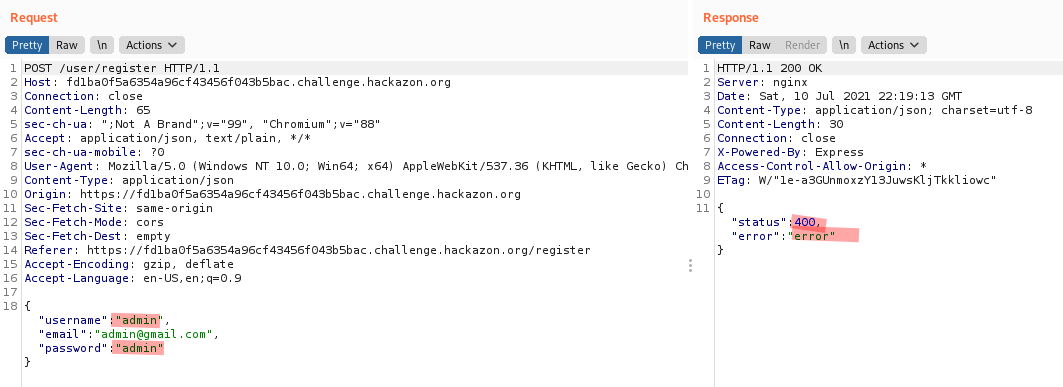 Request
Pretty Raw \n Actions
1 POST /user/register HTTP/1.1
2 Host: fd1ba0f5a6354a96cf43456f043b5bac.challenge.hackazon.org
3 Connection: close
4 Content-Length: 65
5 sec-ch-ua: ";Not A Brand";v="99", "Chromium";v="88"
6 Accept: application/json, text/plain, */*
7 sec-ch-ua-mobile: ?0
8 User-Agent: Mozilla/5.0 (Windows NT 10.0; Win64; x64) AppleWebKit/537.36 (KHTML, like Gecko) Ch
9 Content-Type: application/json
10 Origin: https://fd1ba0f5a6354a96cf43456f043b5bac.challenge.hackazon.org
11 Sec-Fetch-Site: same-origin
12 Sec-Fetch-Mode: cors
13 Sec-Fetch-Dest: empty
14 Referer: https://fd1ba0f5a6354a96cf43456f043b5bac.challenge.hackazon.org/register
15 Accept-Encoding: gzip, deflate
16 Accept-Language: en-US,en;q=0.9
17
18 {
"username":"admin",
"email":"admin@gmail.com",
"password":"admin"
}
Response
Pretty Raw Render \n Actions
1 HTTP/1.1 200 OK
2 Server: nginx
3 Date: Sat, 10 Jul 2021 22:19:13 GMT
4 Content-Type: application/json; charset=utf-8
5 Content-Length: 30
6 Connection: close
7 X-Powered-By: Express
8 Access-Control-Allow-Origin: *
9 ETag: W/"1e-a3GUnmoxzY13JuwsKljTkkliowc"
10
11 {
"status":400,
"error":"error"
}